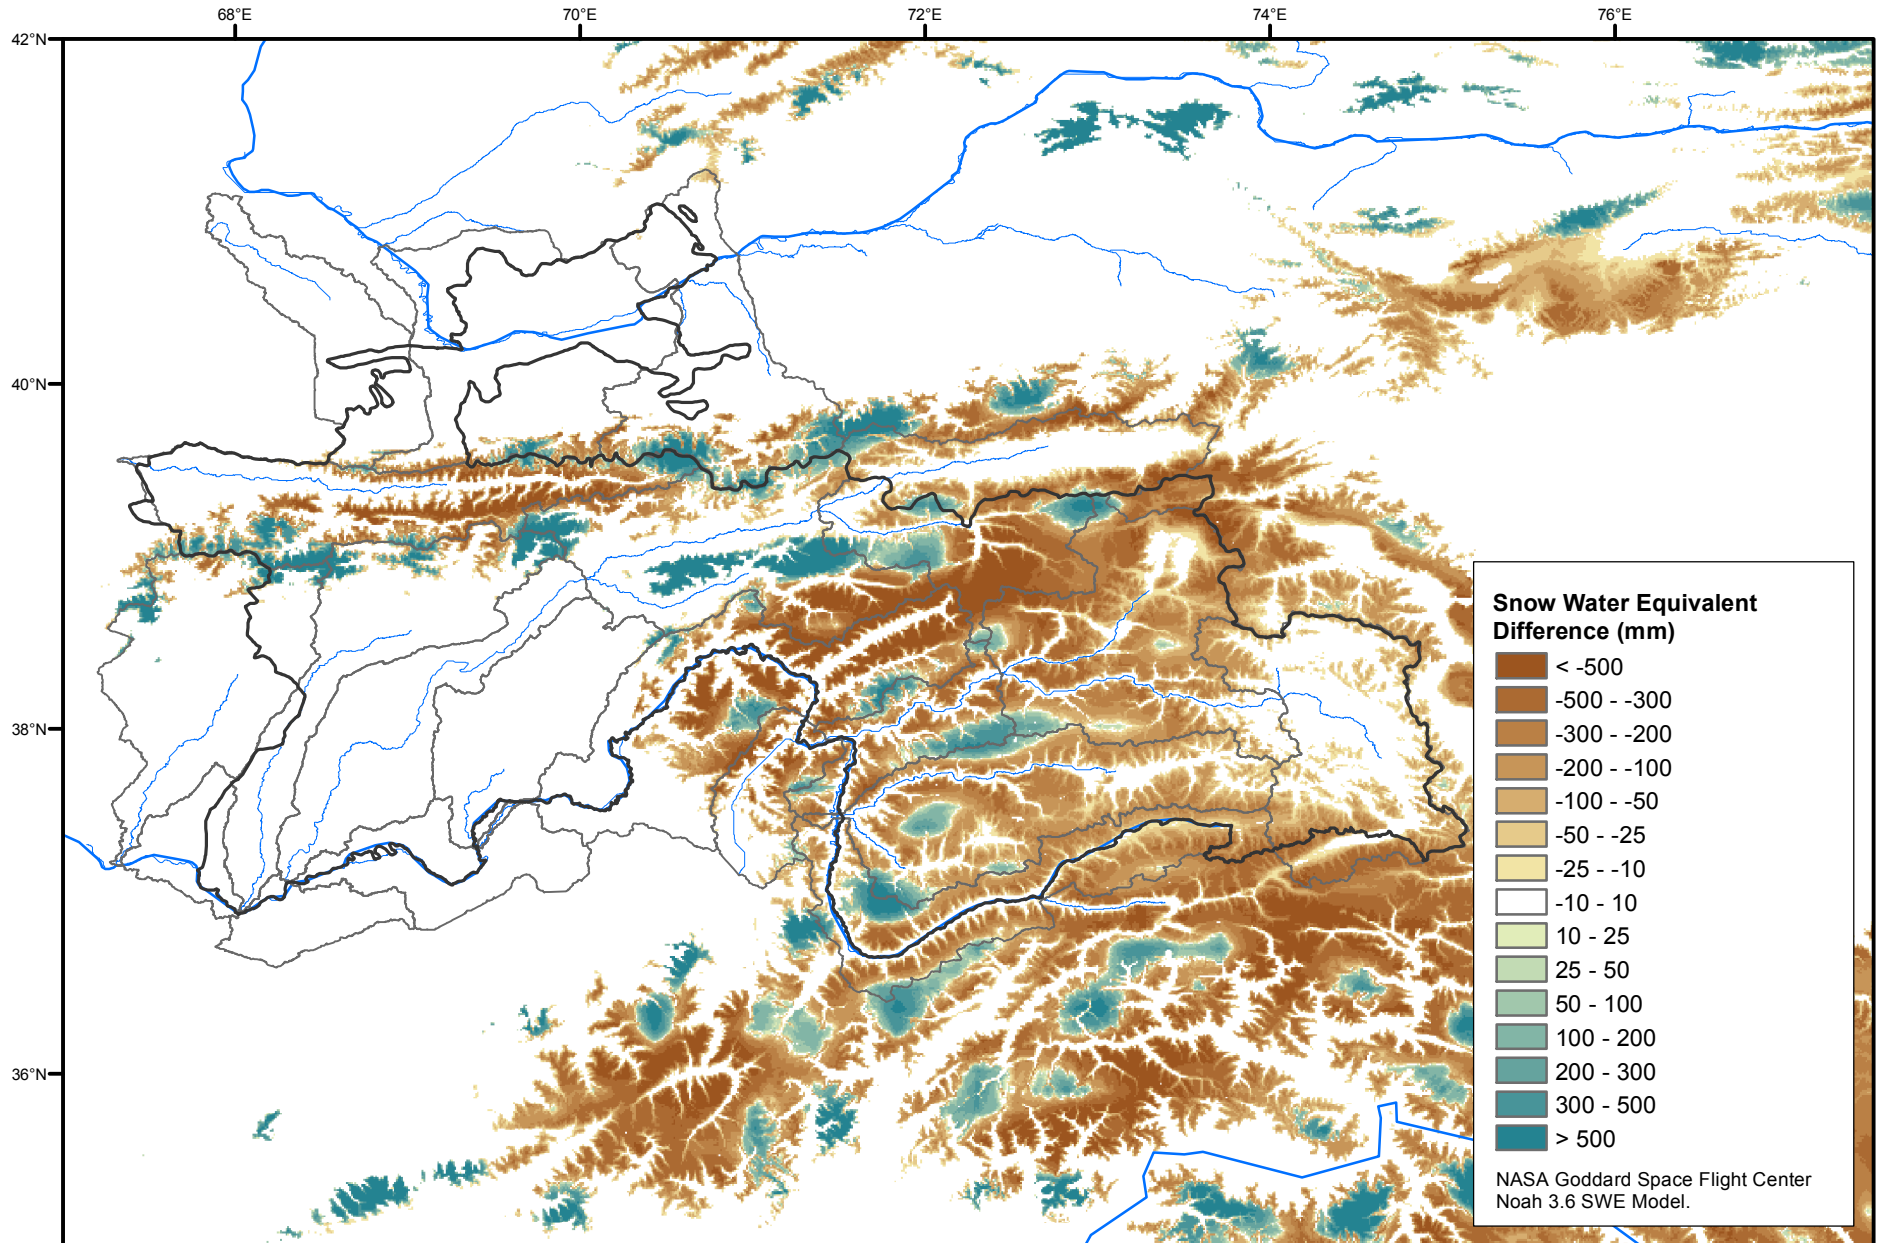 68°E 70°E 72°E 74°E 76°E
42°N
40°N
38°N
36°N
Snow Water Equivalent
Difference (mm)
< -500
-500 - -300
-300 - -200
-200 - -100
-100 - -50
-50 - -25
-25 - -10
-10 - 10
10 - 25
25 - 50
50 - 100
100 - 200
200 - 300
300 - 500
> 500
NASA Goddard Space Flight Center
Noah 3.6 SWE Model.